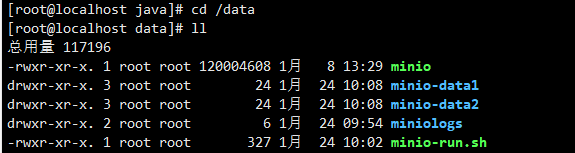 [root@localhost java]# cd /data
[root@localhost data]# ll
总用量 117196
-rwxr-xr-x. 1 root root 120004608 1月   8 13:29 minio
drwxr-xr-x. 3 root root        24 1月  24 10:08 minio-data1
drwxr-xr-x. 3 root root        24 1月  24 10:08 minio-data2
drwxr-xr-x. 2 root root         6 1月  24 09:54 miniologs
-rwxr-xr-x. 1 root root       327 1月  24 10:02 minio-run.sh